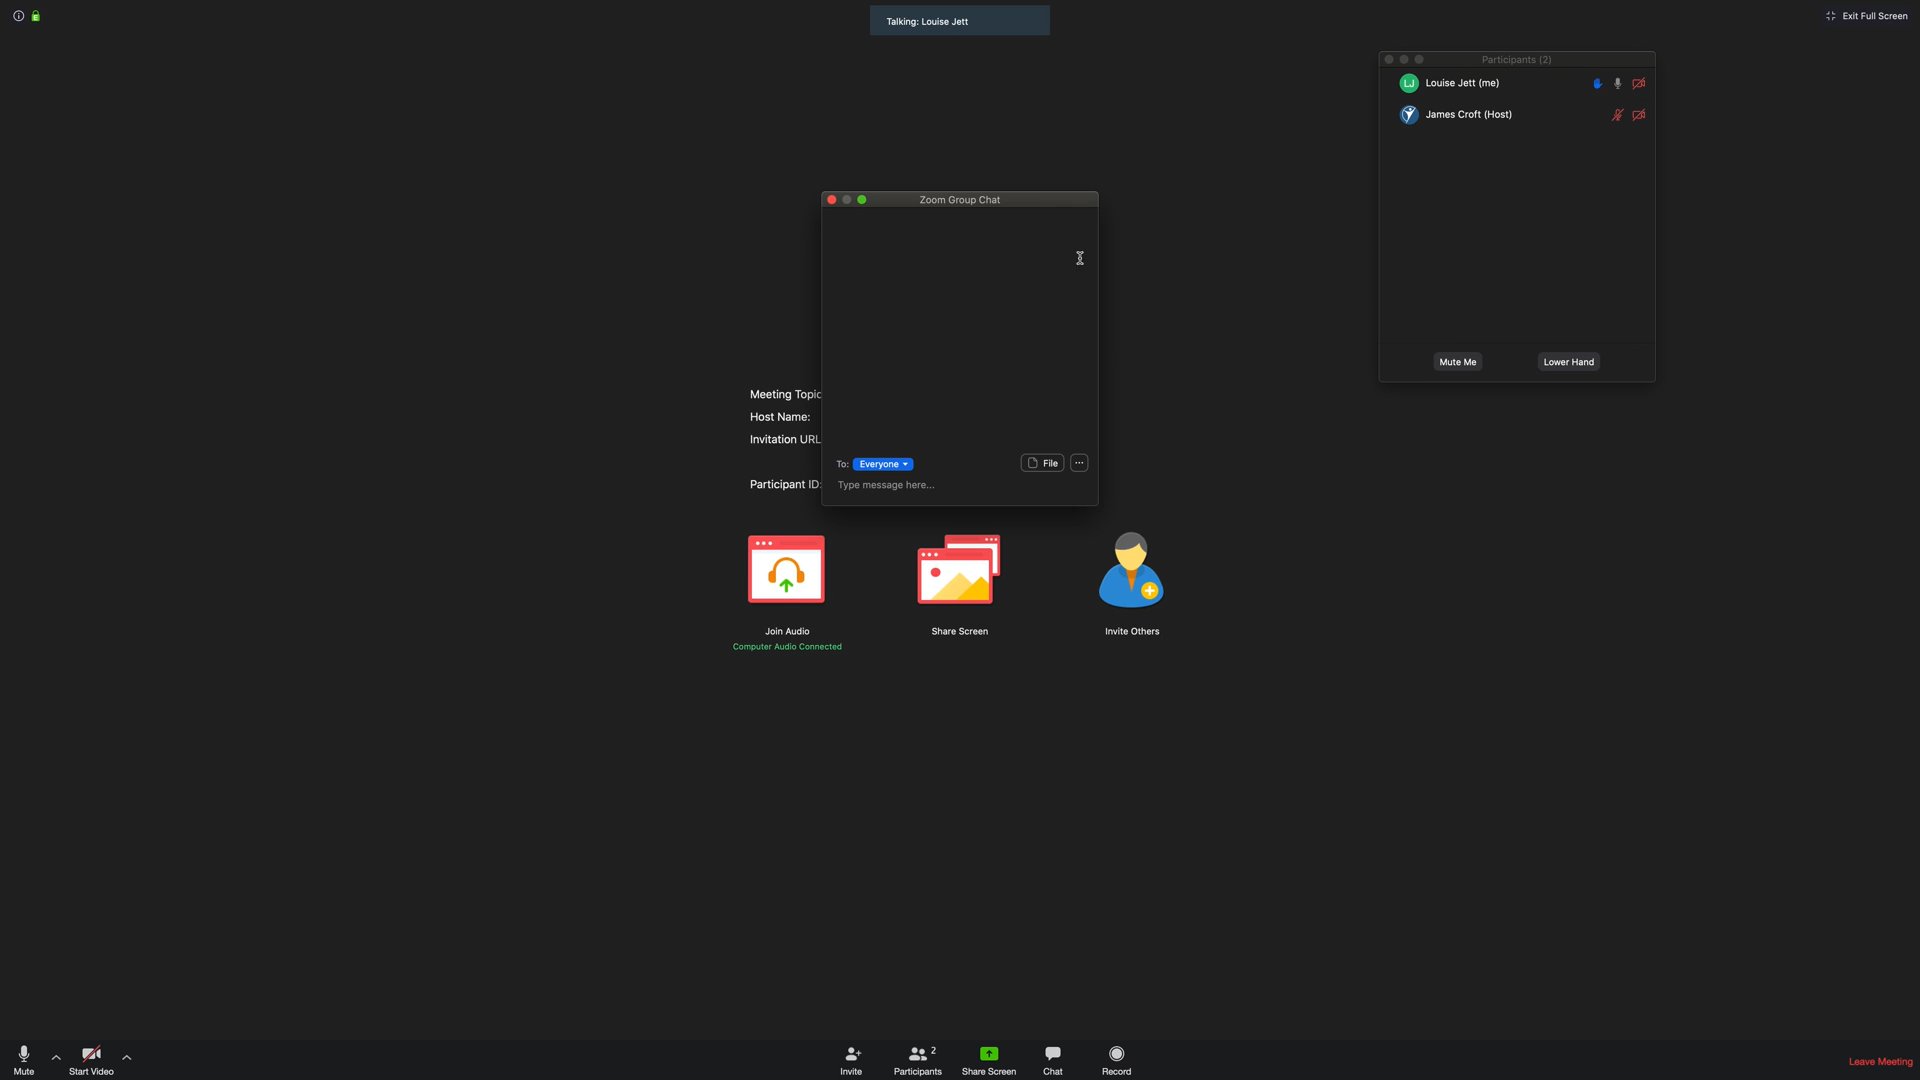 Talking: Louise Jett
Exit Full Screen
Participants (2)
LJ Louise Jett (me)
James Croft (Host)
Mute Me Lower Hand
Zoom Group Chat
To: Everyone File ...
Type message here...
Meeting Topic
Host Name:
Invitation URL
Participant ID:
Join Audio
Computer Audio Connected
Share Screen
Invite Others
Mute
Start Video
Invite
Participants 2
Share Screen
Chat
Record
Leave Meeting